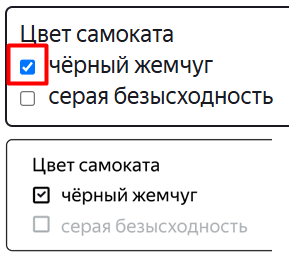 Цвет самоката
чёрный жемчуг
серая безысходность
Цвет самоката
чёрный жемчуг
серая безысходность